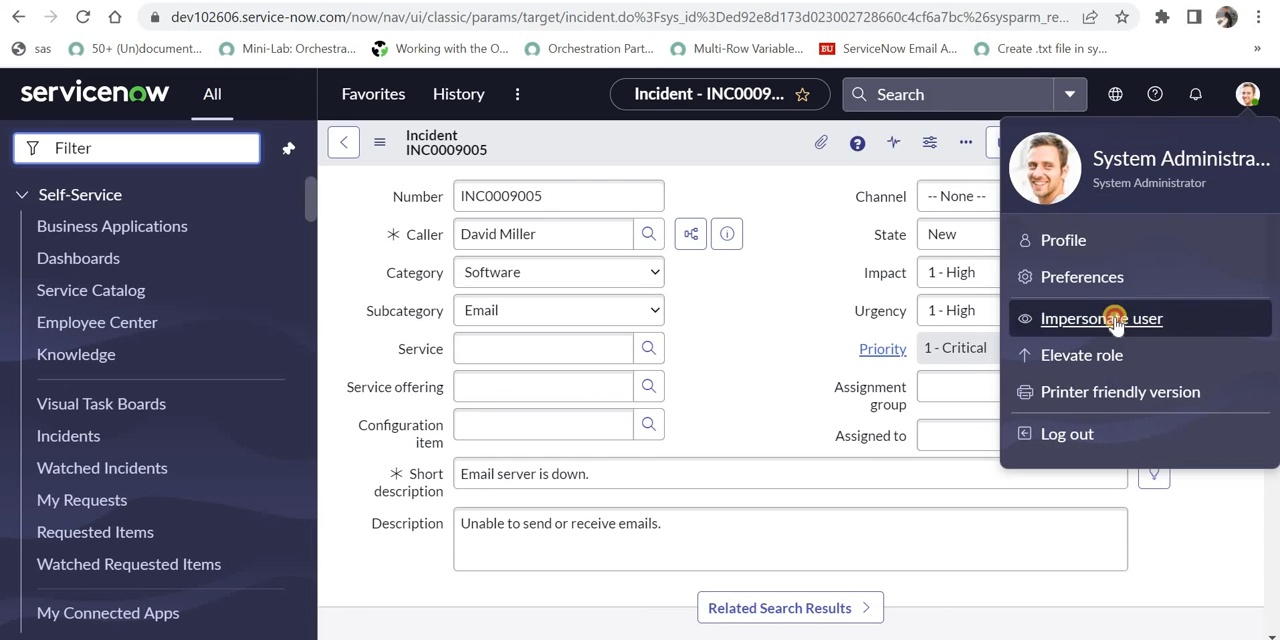 dev102606.service-now.com/now/nav/ui/classic/params/target/incident.do%3Fsys_id%3Ded92e8d173d023002728660c4cf6a7bc%26sysparm_re...
sas
50+ (Un)document...
Mini-Lab: Orchestra...
Working with the O...
Orchestration Part...
Multi-Row Variable...
BU ServiceNow Email A...
Create .txt file in sy...
»
servicenow
All
Favorites
History
Incident - INC0009...
Search
Filter
Self-Service
Business Applications
Dashboards
Service Catalog
Employee Center
Knowledge
Visual Task Boards
Incidents
Watched Incidents
My Requests
Requested Items
Watched Requested Items
My Connected Apps
Incident
INC0009005
Number INC0009005
* Caller David Miller
Category Software
Subcategory Email
Service
Service offering
Configuration
item
* Short
description
Email server is down.
Description Unable to send or receive emails.
Channel -- None --
State New
Impact 1 - High
Urgency 1 - High
Priority 1 - Critical
Assignment
group
Assigned to
Related Search Results
System Administra...
System Administrator
Profile
Preferences
Impersonate user
Elevate role
Printer friendly version
Log out